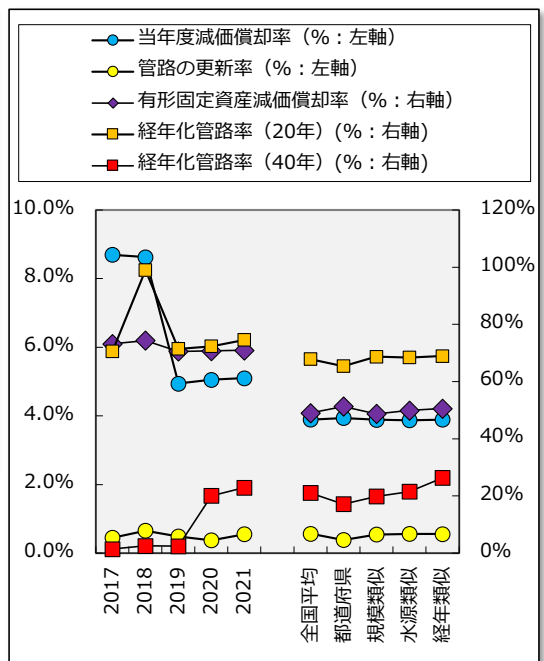 当年度減価償却率（％：左軸）
管路の更新率（％：左軸）
有形固定資産減価償却率（％：右軸）
経年化管路率（20年）(％：右軸)
経年化管路率（40年）(％：右軸)
10.0%
8.0%
6.0%
4.0%
2.0%
0.0%
120%
100%
80%
60%
40%
20%
0%
2017
2018
2019
2020
2021
全国平均
都道府県
規模類似
水源類似
経年類似